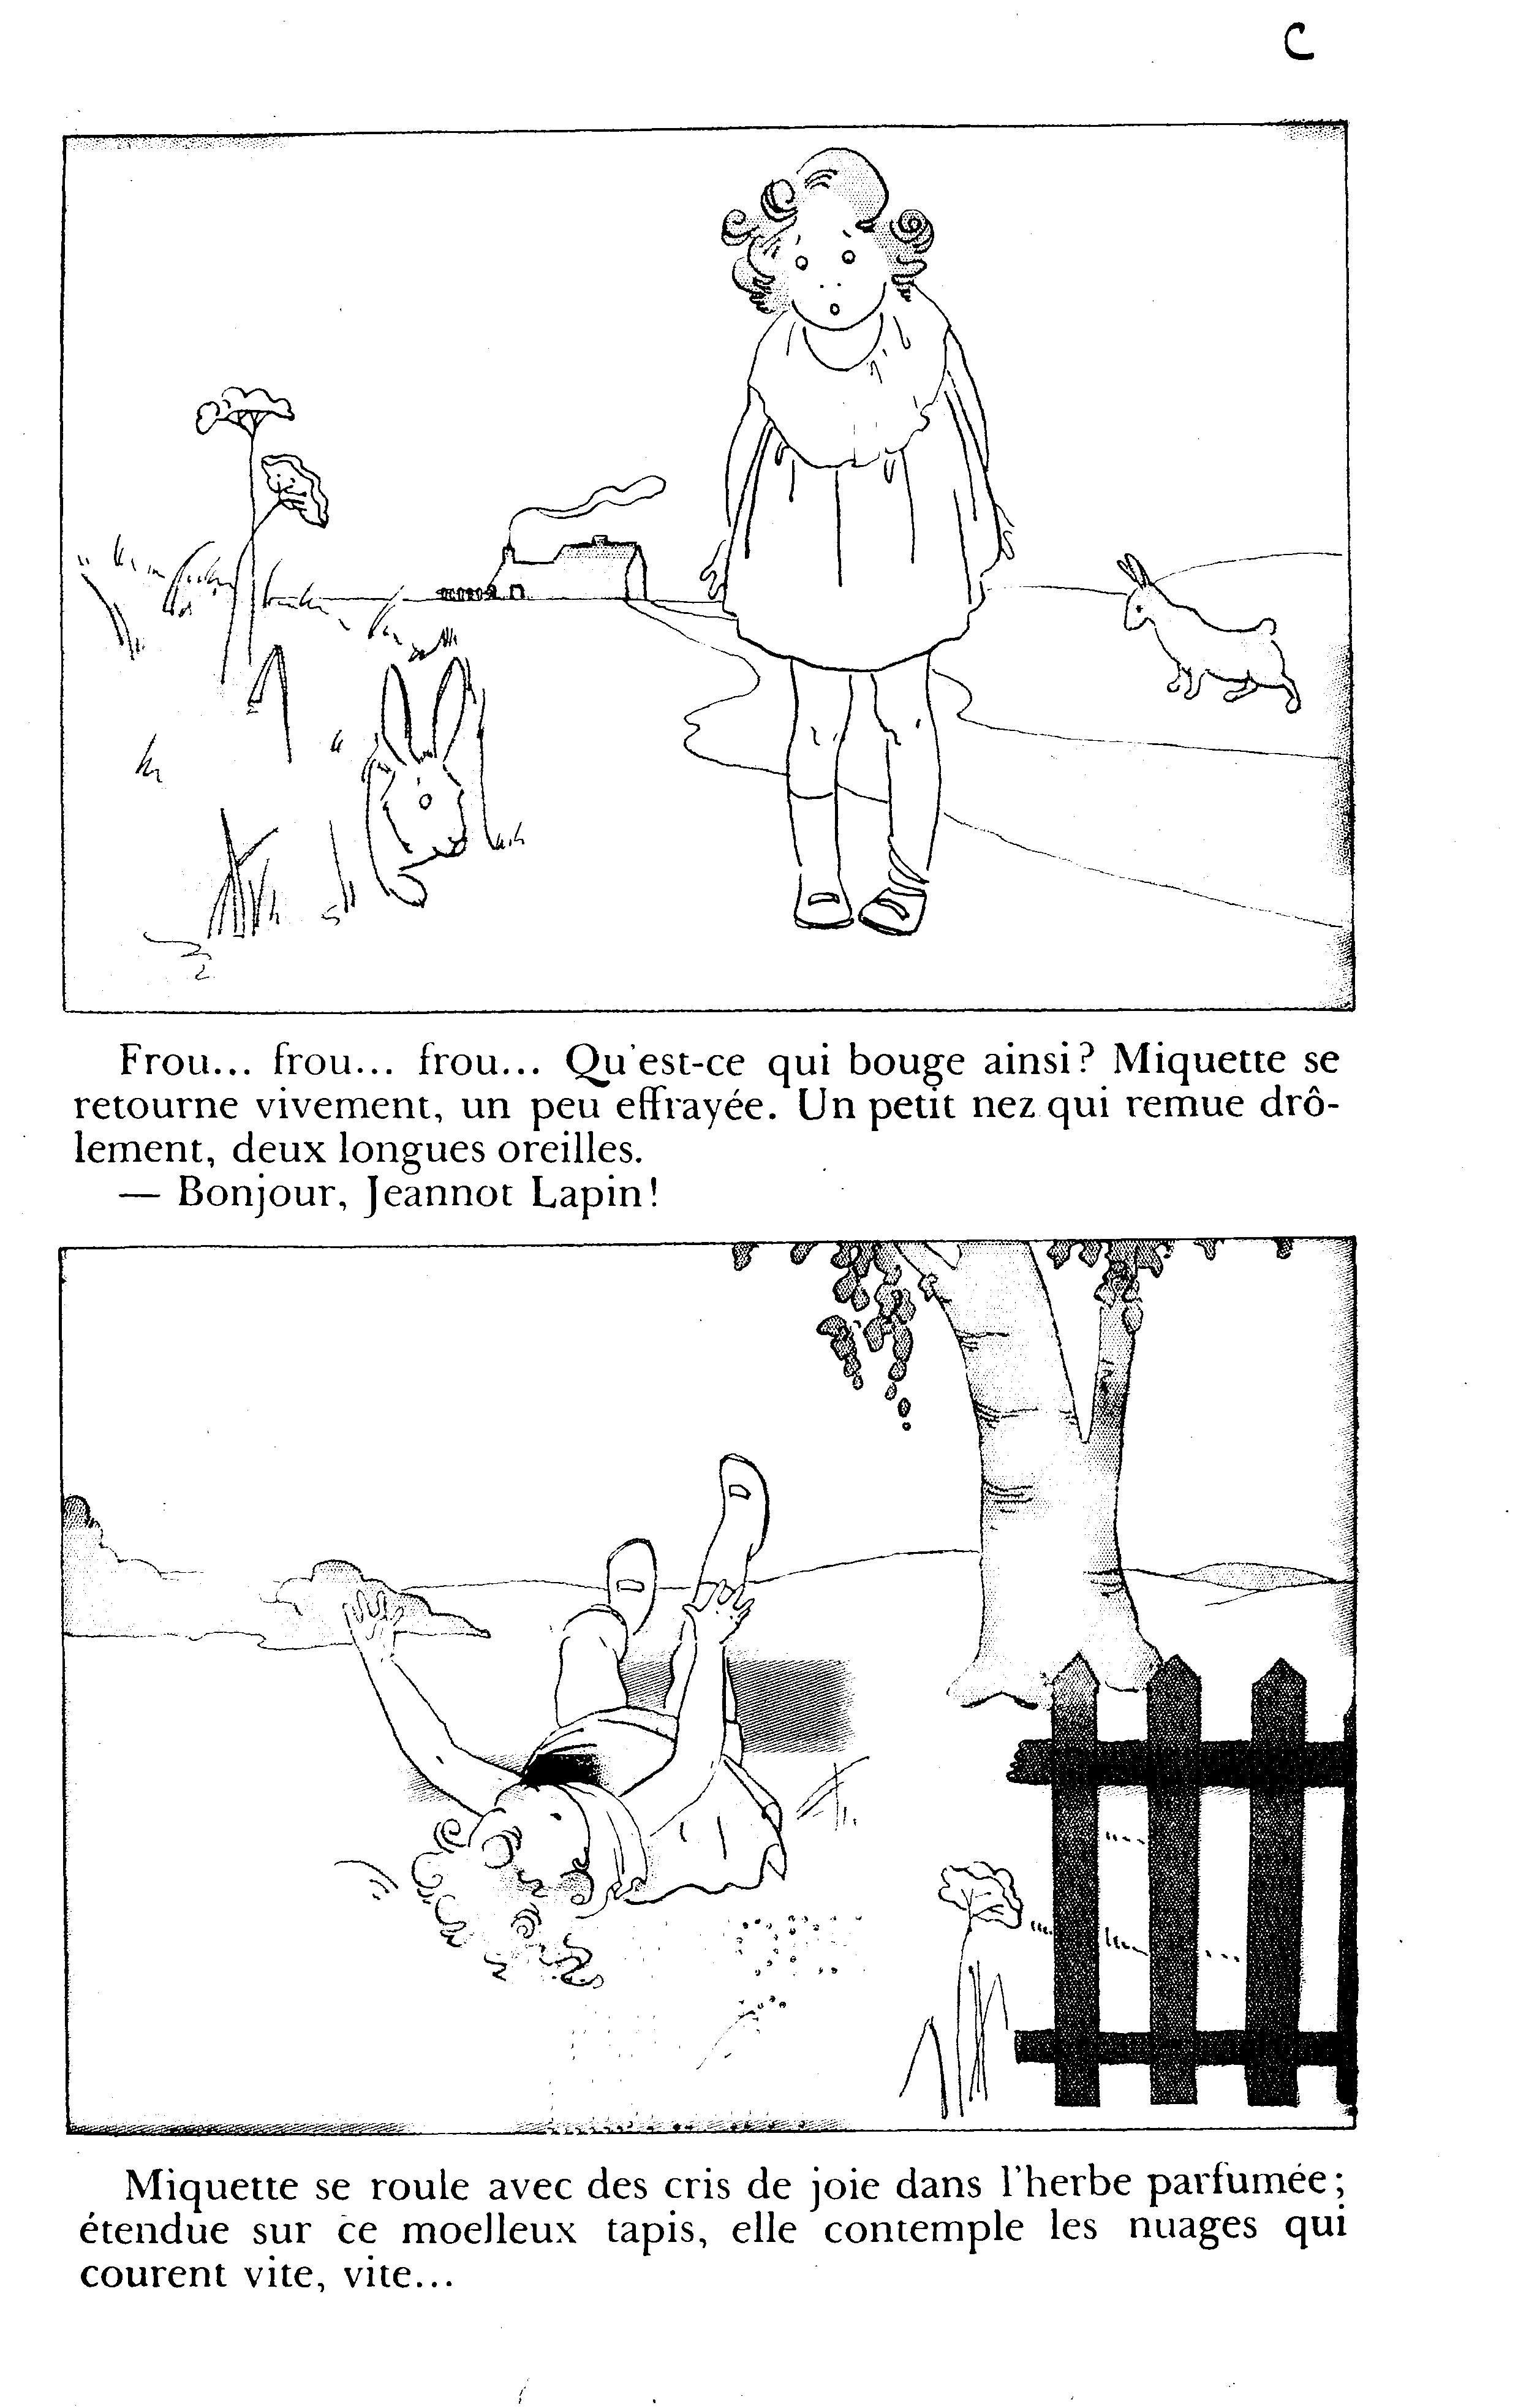 C
Frou... frou... frou... Qu'est-ce qui bouge ainsi? Miquette se
retourne vivement, un peu effrayée. Un petit nez qui remue drô-
lement, deux longues oreilles.
— Bonjour, Jeannot Lapin!
Miquette se roule avec des cris de joie dans l'herbe parfumée;
étendue sur ce moelleux tapis, elle contemple les nuages qui
courent vite, vite...